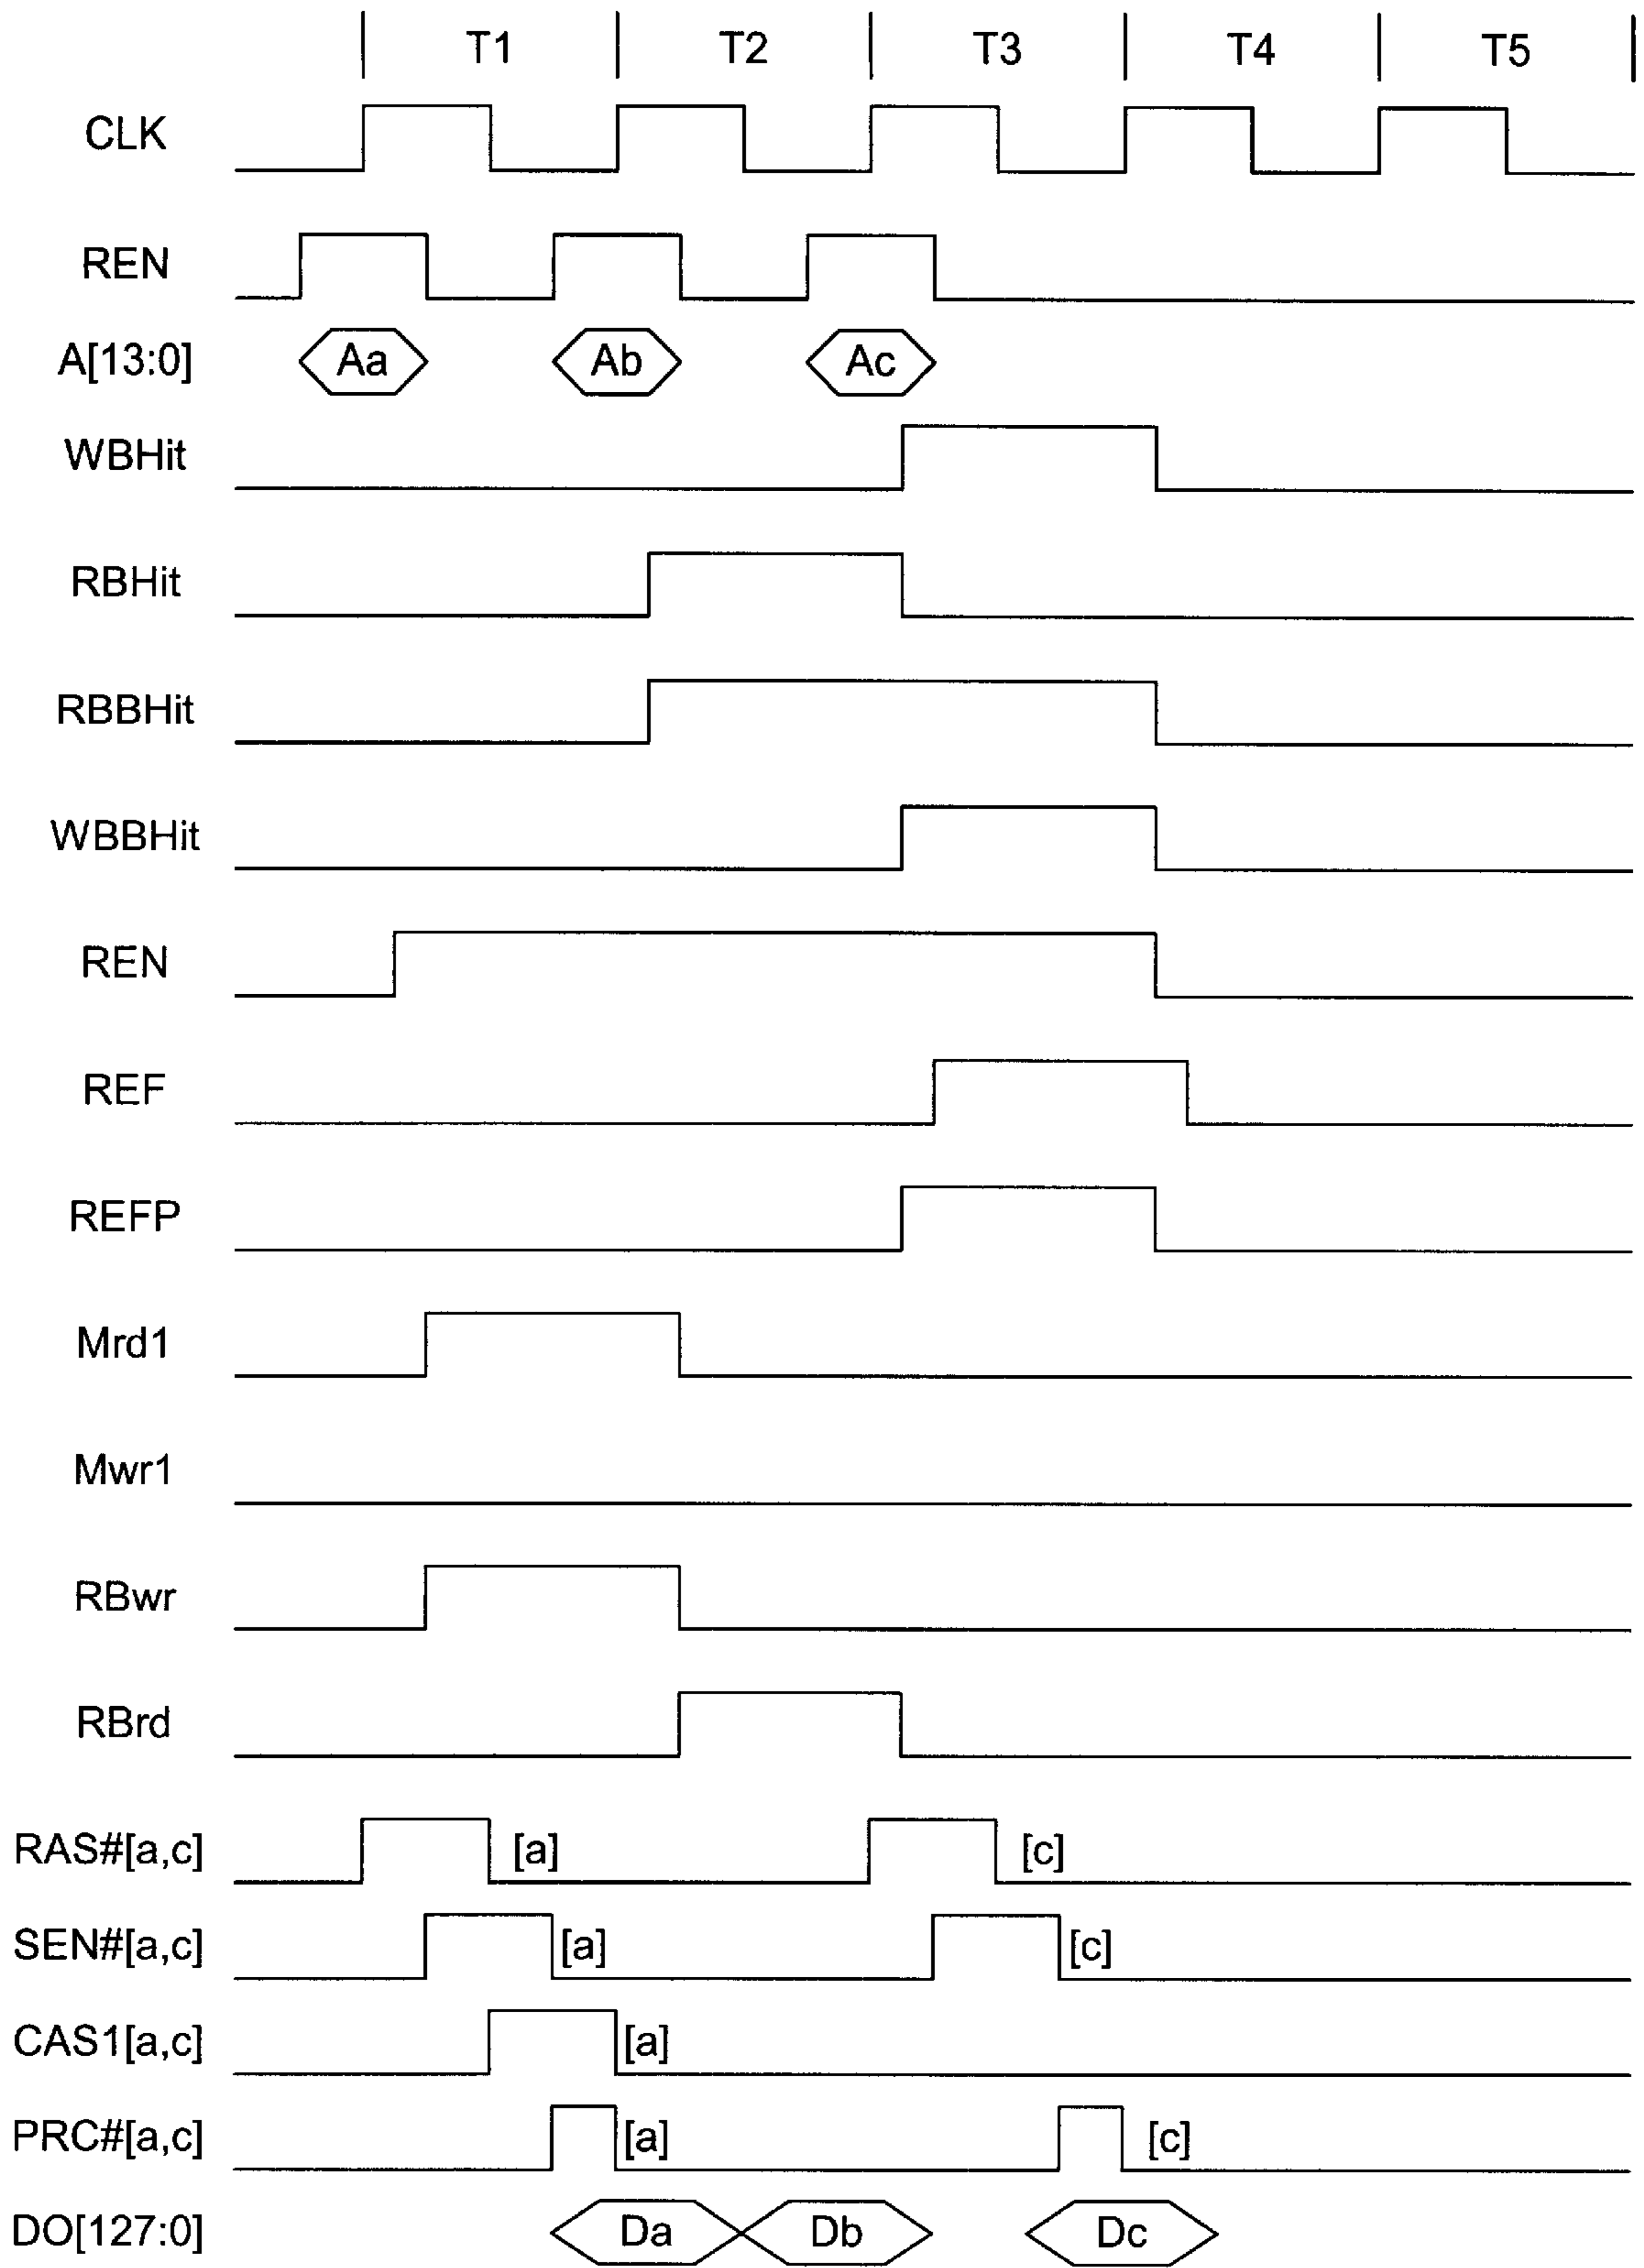 T1 T2 T3 T4 T5
CLK
REN
A[13:0] Aa Ab Ac
WBHit
RBHit
RBBHit
WBBHit
REN
REF
REFP
Mrd1
Mwr1
RBwr
RBrd
RAS#[a,c] [a] [c]
SEN#[a,c] [a] [c]
CAS1[a,c] [a]
PRC#[a,c] [a] [c]
DO[127:0] Da Db Dc